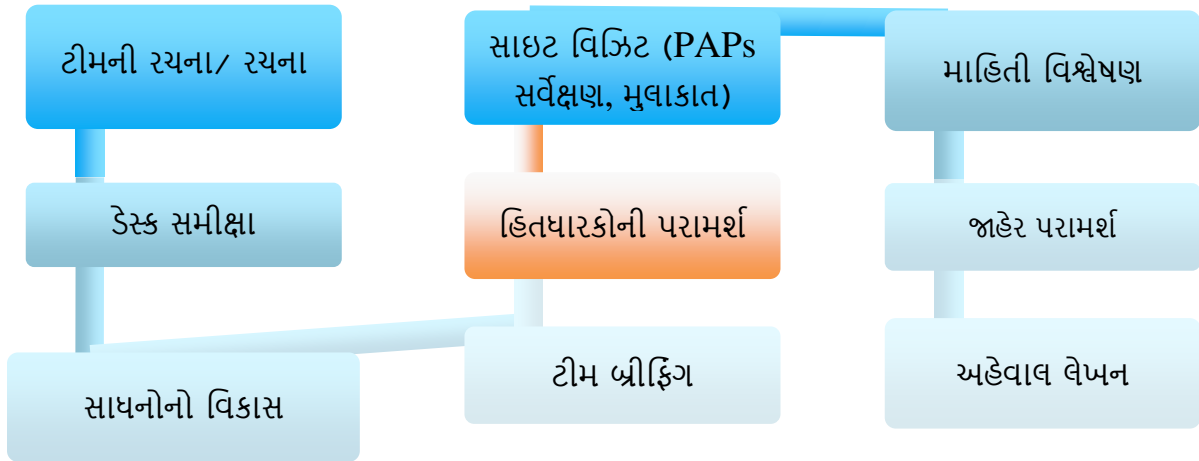 ટીમની રચના/ રચના
ડેસ્ક સમીક્ષા
સાધનોનો વિકાસ
સાઇટ વિઝિટ (PAPs
સર્વેક્ષણ, મુલાકાત)
હિતધારકોની પરામર્શ
ટીમ બ્રીફિંગ
માહિતી વિશ્વેષણ
જાહેર પરામર્શ
અહેવાલ લેખન